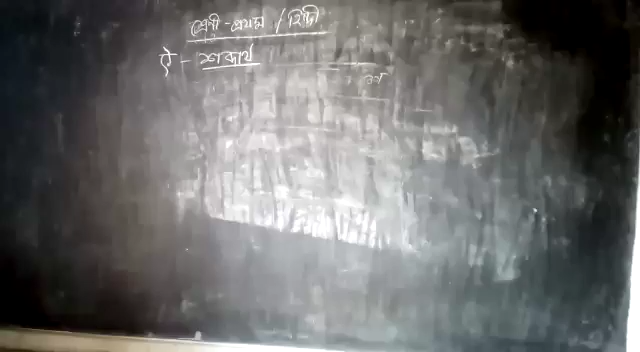 শ্রেণী - প্রথম / হিন্দী
ঐ - শব্দার্থ